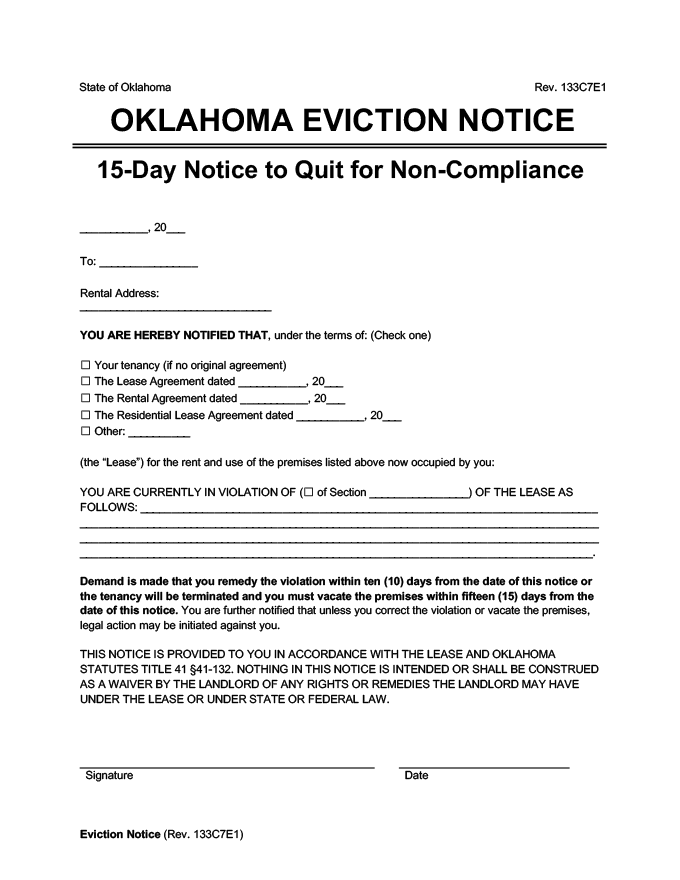 State of Oklahoma Rev. 133C7E1
OKLAHOMA EVICTION NOTICE
15-Day Notice to Quit for Non-Compliance
___________, 20___
To: ________________
Rental Address:
_______________________________
YOU ARE HEREBY NOTIFIED THAT, under the terms of: (Check one)
☐ Your tenancy (if no original agreement)
☐ The Lease Agreement dated ___________, 20___
☐ The Rental Agreement dated ___________, 20___
☐ The Residential Lease Agreement dated ___________, 20___
☐ Other: __________
(the “Lease”) for the rent and use of the premises listed above now occupied by you:
YOU ARE CURRENTLY IN VIOLATION OF (☐ of Section ________________) OF THE LEASE AS
FOLLOWS: __________________________________________________________________________
____________________________________________________________________________________
____________________________________________________________________________________
___________________________________________________________________________________.
Demand is made that you remedy the violation within ten (10) days from the date of this notice or
the tenancy will be terminated and you must vacate the premises within fifteen (15) days from the
date of this notice. You are further notified that unless you correct the violation or vacate the premises,
legal action may be initiated against you.
THIS NOTICE IS PROVIDED TO YOU IN ACCORDANCE WITH THE LEASE AND OKLAHOMA
STATUTES TITLE 41 §41-132. NOTHING IN THIS NOTICE IS INTENDED OR SHALL BE CONSTRUED
AS A WAIVER BY THE LANDLORD OF ANY RIGHTS OR REMEDIES THE LANDLORD MAY HAVE
UNDER THE LEASE OR UNDER STATE OR FEDERAL LAW.
Signature Date
Eviction Notice (Rev. 133C7E1)